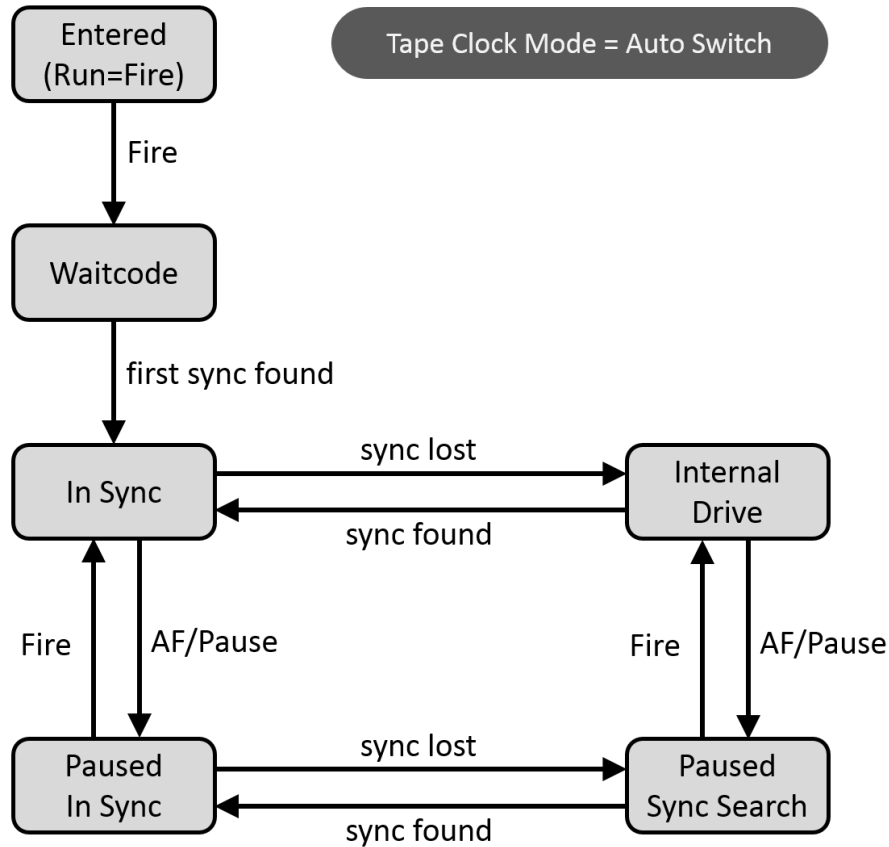 Entered
(Run=Fire)
Tape Clock Mode = Auto Switch
Fire
Waitcode
first sync found
In Sync
sync lost
sync found
Internal
Drive
Fire
AF/Pause
Fire
AF/Pause
Paused
In Sync
sync lost
sync found
Paused
Sync Search